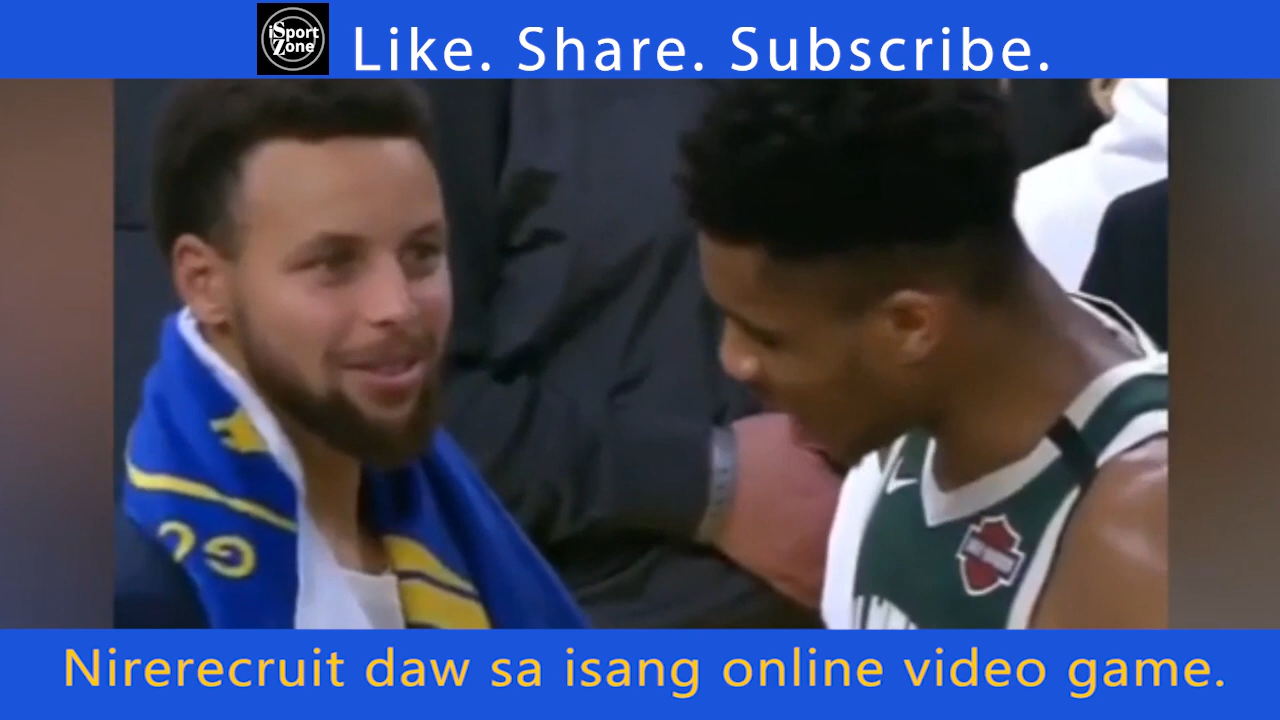 iSport
Zone
Like. Share. Subscribe.
Nirerecruit daw sa isang online video game.